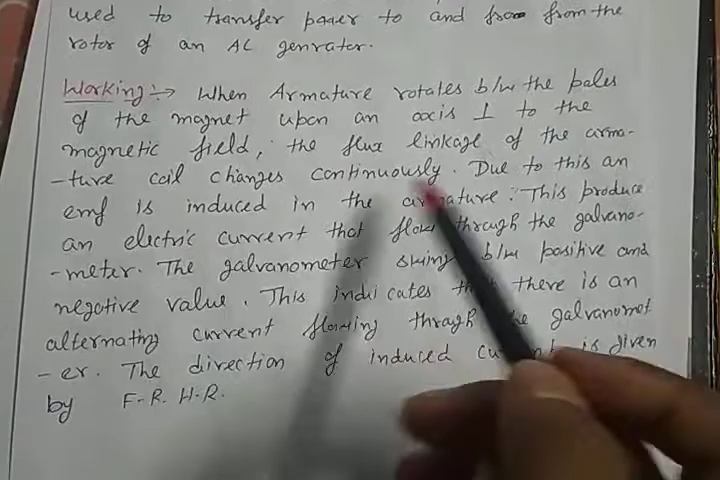 used to transfer power to and from from the
rotor of an AC genrator.
Working :-> When Armature rotates b/w the poles
of the magnet upon an axis ⊥ to the
magnetic field, the flux linkage of the arma-
-ture coil changes continuously. Due to this an
emf is induced in the armature. This produce
an electric current that flow through the galvano-
-meter. The galvanometer swing b/w positive and
negative value. This indicates there is an
alternating current flowing through the galvanomet
-er. The direction of induced current is given
by F-R.H.R.